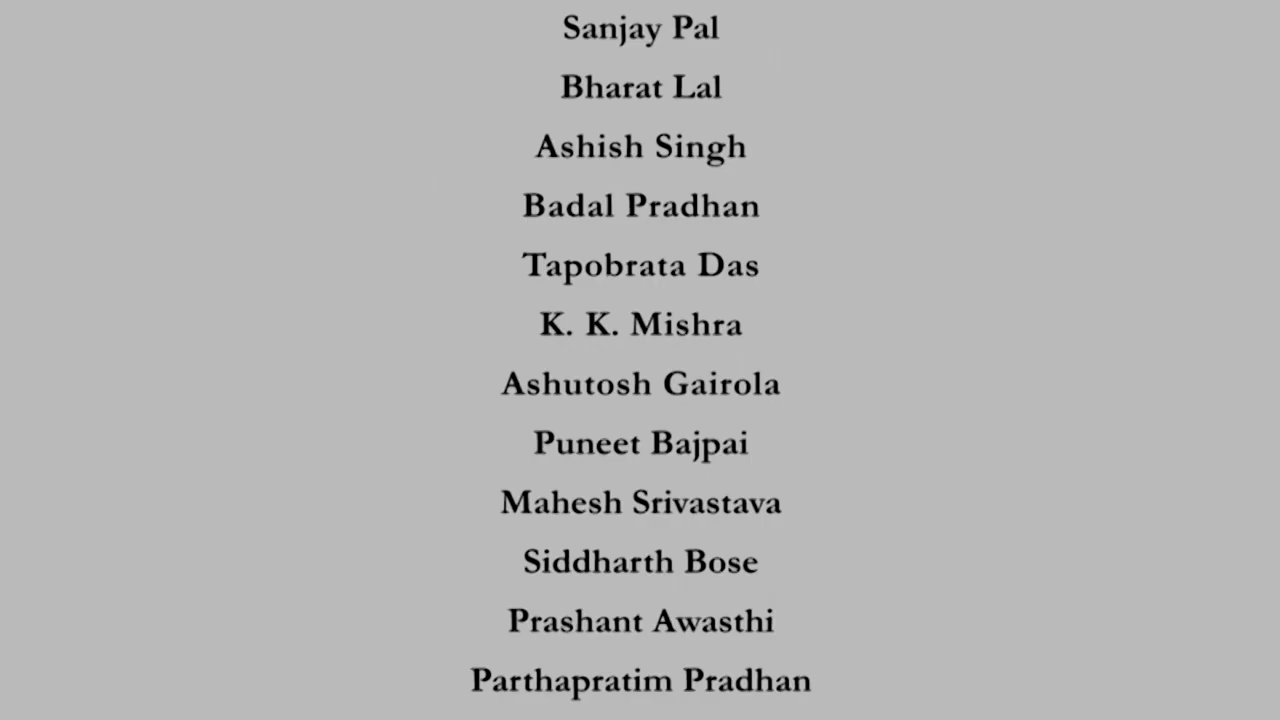 Sanjay Pal
Bharat Lal
Ashish Singh
Badal Pradhan
Tapobrata Das
K. K. Mishra
Ashutosh Gairola
Puneet Bajpai
Mahesh Srivastava
Siddharth Bose
Prashant Awasthi
Parthapratim Pradhan